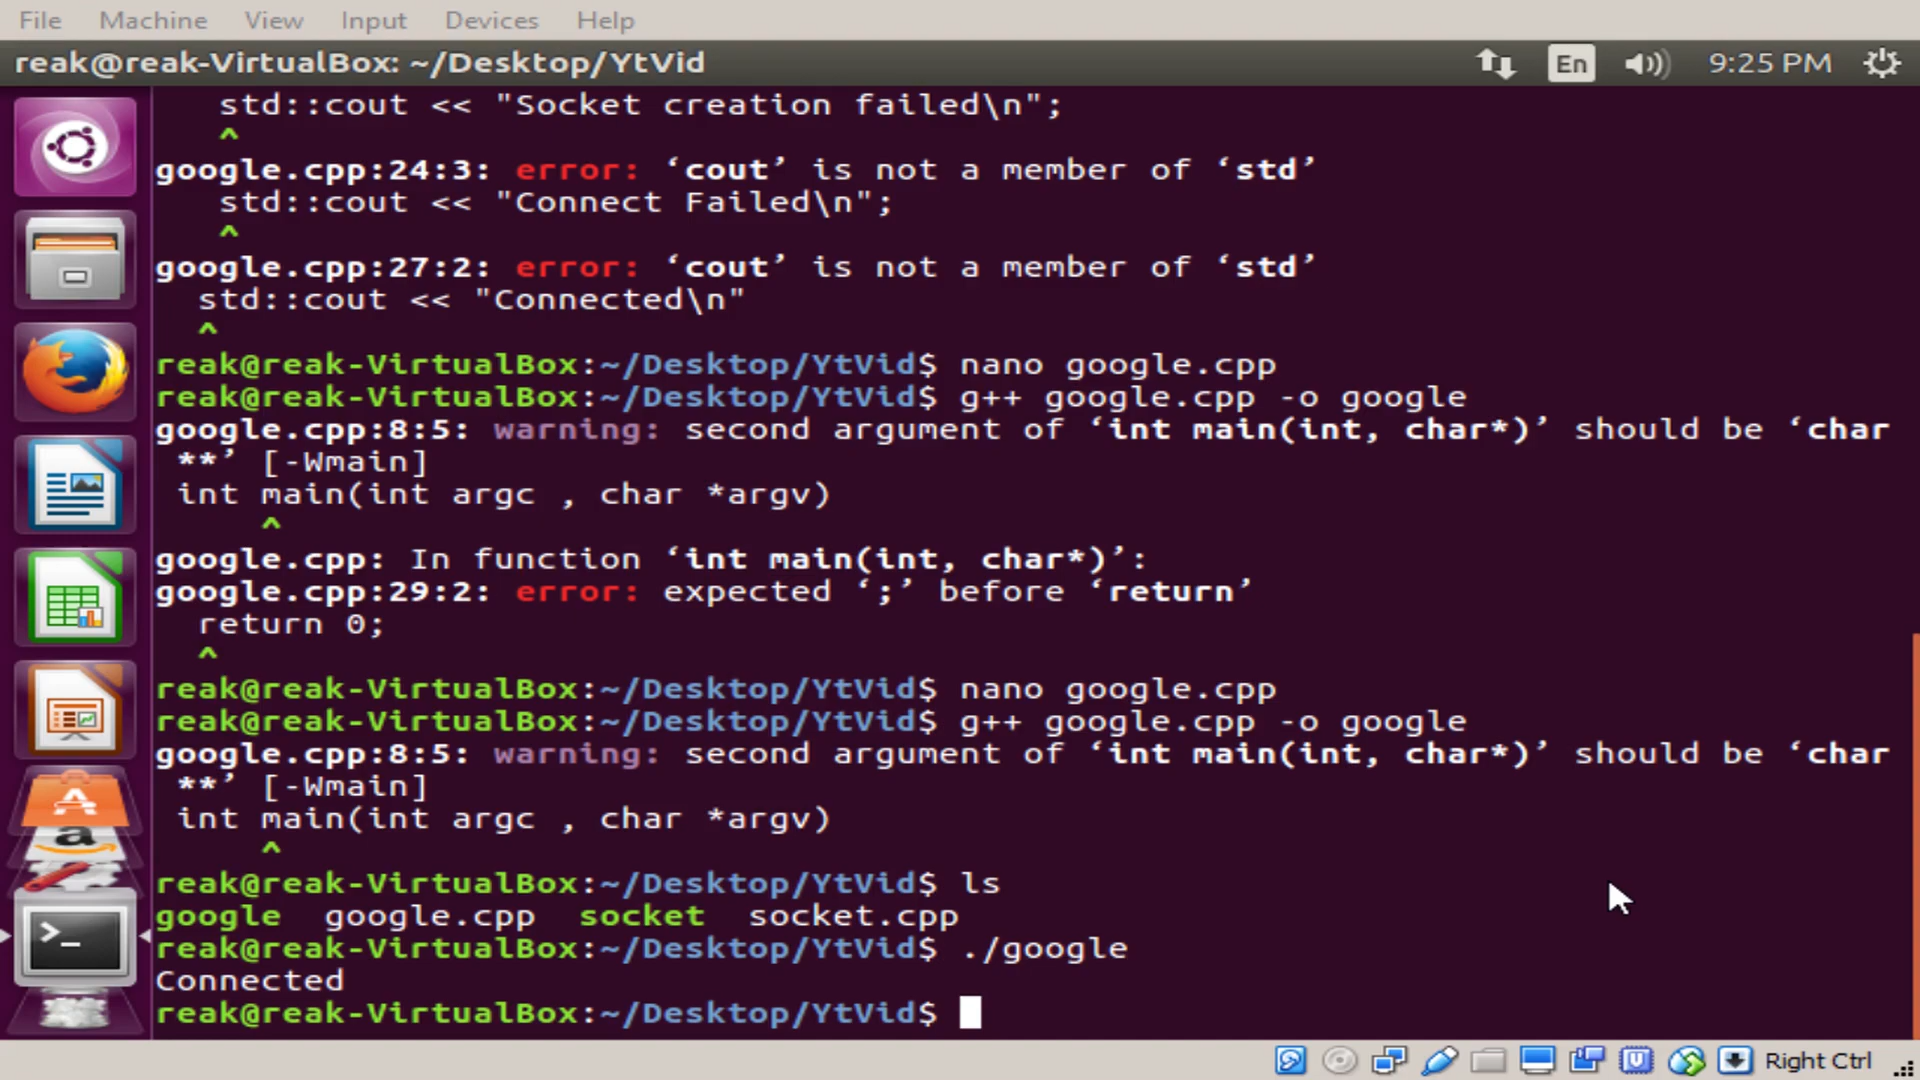 File Machine View Input Devices Help
reak@reak-VirtualBox: ~/Desktop/YtVid En 9:25 PM
std::cout << "Socket creation failed\n";
^
google.cpp:24:3: error: ‘cout’ is not a member of ‘std’
std::cout << "Connect Failed\n";
^
google.cpp:27:2: error: ‘cout’ is not a member of ‘std’
std::cout << "Connected\n"
^
reak@reak-VirtualBox:~/Desktop/YtVid$ nano google.cpp
reak@reak-VirtualBox:~/Desktop/YtVid$ g++ google.cpp -o google
google.cpp:8:5: warning: second argument of ‘int main(int, char*)’ should be ‘char
**’ [-Wmain]
int main(int argc , char *argv)
^
google.cpp: In function ‘int main(int, char*)’:
google.cpp:29:2: error: expected ‘;’ before ‘return’
return 0;
^
reak@reak-VirtualBox:~/Desktop/YtVid$ nano google.cpp
reak@reak-VirtualBox:~/Desktop/YtVid$ g++ google.cpp -o google
google.cpp:8:5: warning: second argument of ‘int main(int, char*)’ should be ‘char
**’ [-Wmain]
int main(int argc , char *argv)
^
reak@reak-VirtualBox:~/Desktop/YtVid$ ls
google google.cpp socket socket.cpp
reak@reak-VirtualBox:~/Desktop/YtVid$ ./google
Connected
reak@reak-VirtualBox:~/Desktop/YtVid$
Right Ctrl